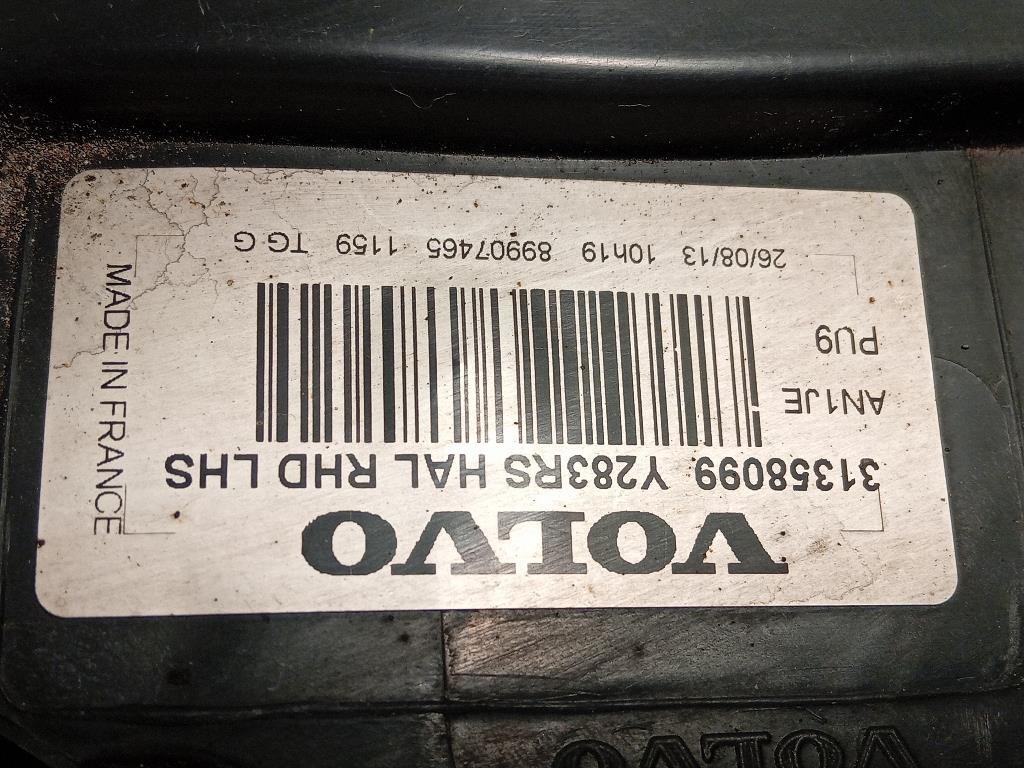 VOLVO
31358099 Y283RS HAL RHD LHS
AN1JE
PU9
26/08/13 10h19 89907465 1159 TG G
MADE IN FRANCE
VOLVO